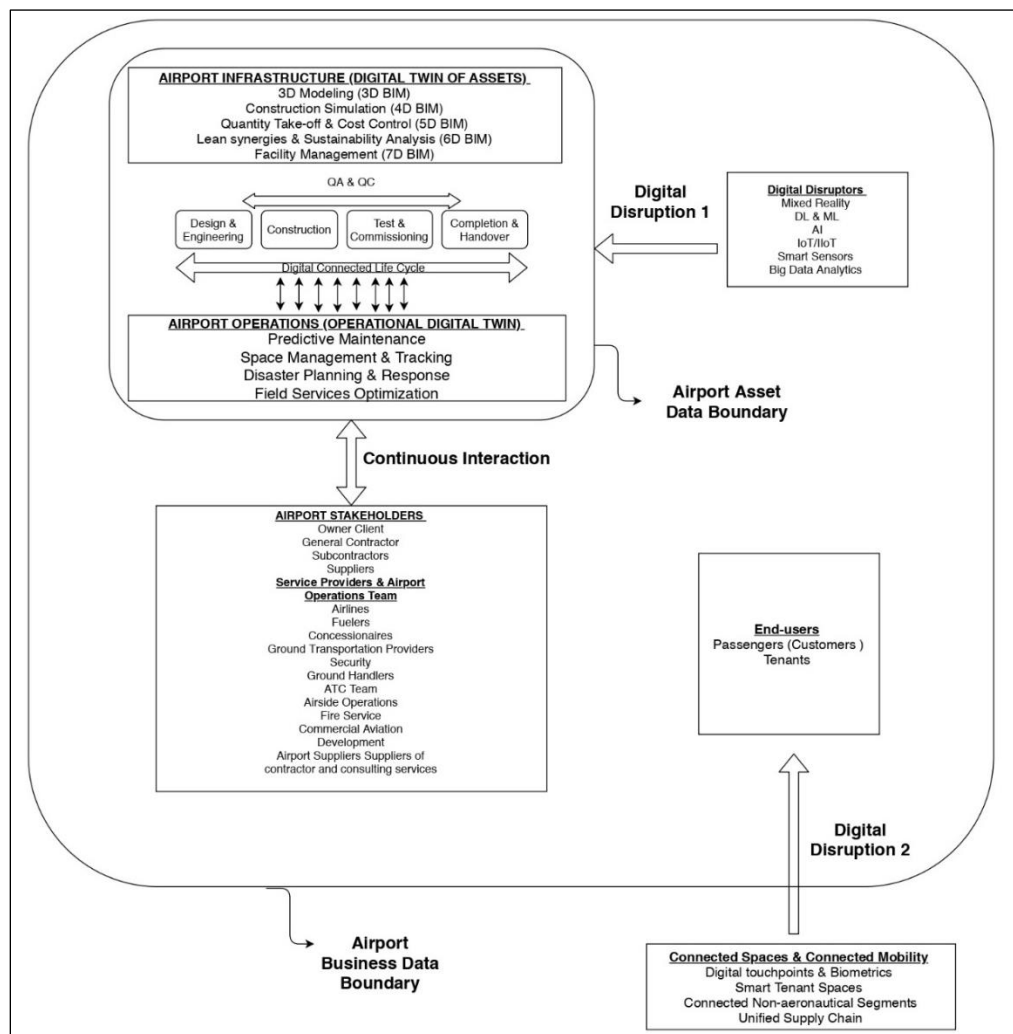 AIRPORT INFRASTRUCTURE (DIGITAL TWIN OF ASSETS)
3D Modeling (3D BIM)
Construction Simulation (4D BIM)
Quantity Take-off & Cost Control (5D BIM)
Lean synergies & Sustainability Analysis (6D BIM)
Facility Management (7D BIM)
QA & QC
Design &
Engineering
Construction
Test &
Commissioning
Completion &
Handover
Digital Connected Life Cycle
AIRPORT OPERATIONS (OPERATIONAL DIGITAL TWIN)
Predictive Maintenance
Space Management & Tracking
Disaster Planning & Response
Field Services Optimization
Digital
Disruption 1
Digital Disruptors
Mixed Reality
DL & ML
AI
IoT/IIoT
Smart Sensors
Big Data Analytics
Airport Asset
Data Boundary
Continuous Interaction
AIRPORT STAKEHOLDERS
Owner Client
General Contractor
Subcontractors
Suppliers
Service Providers & Airport
Operations Team
Airlines
Fuelers
Concessionaires
Ground Transportation Providers
Security
Ground Handlers
ATC Team
Airside Operations
Fire Service
Commercial Aviation
Development
Airport Suppliers Suppliers of
contractor and consulting services
End-users
Passengers (Customers )
Tenants
Digital
Disruption 2
Airport
Business Data
Boundary
Connected Spaces & Connected Mobility
Digital touchpoints & Biometrics
Smart Tenant Spaces
Connected Non-aeronautical Segments
Unified Supply Chain